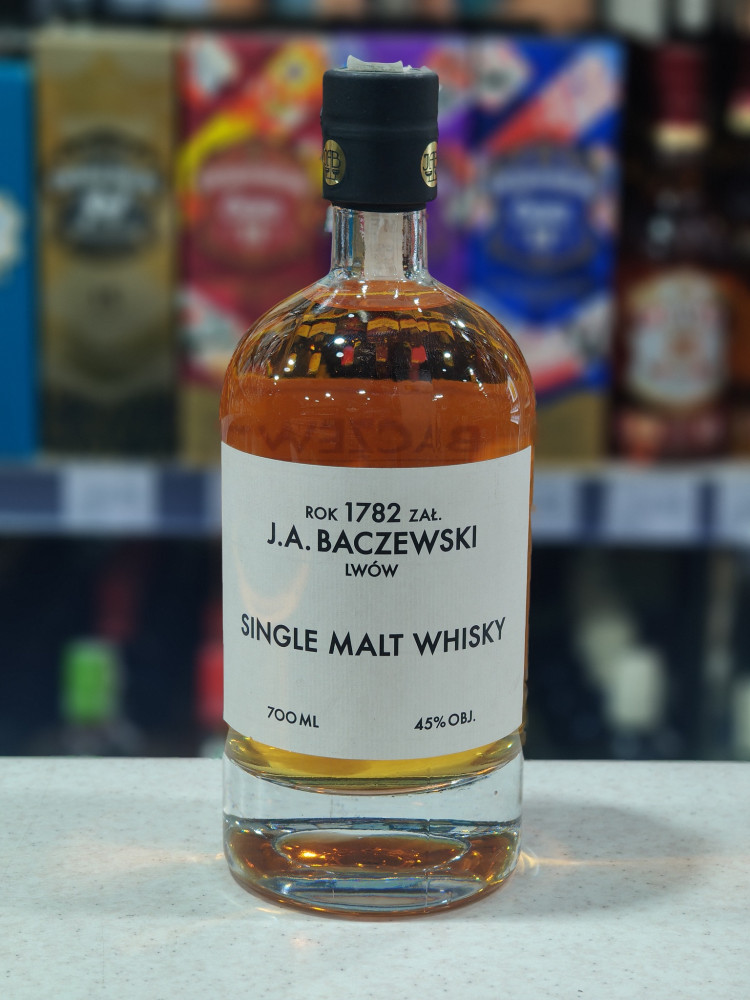 ROK 1782 ZAŁ.
J.A. BACZEWSKI
LWÓW
SINGLE MALT WHISKY
700 ML
45% OBJ.